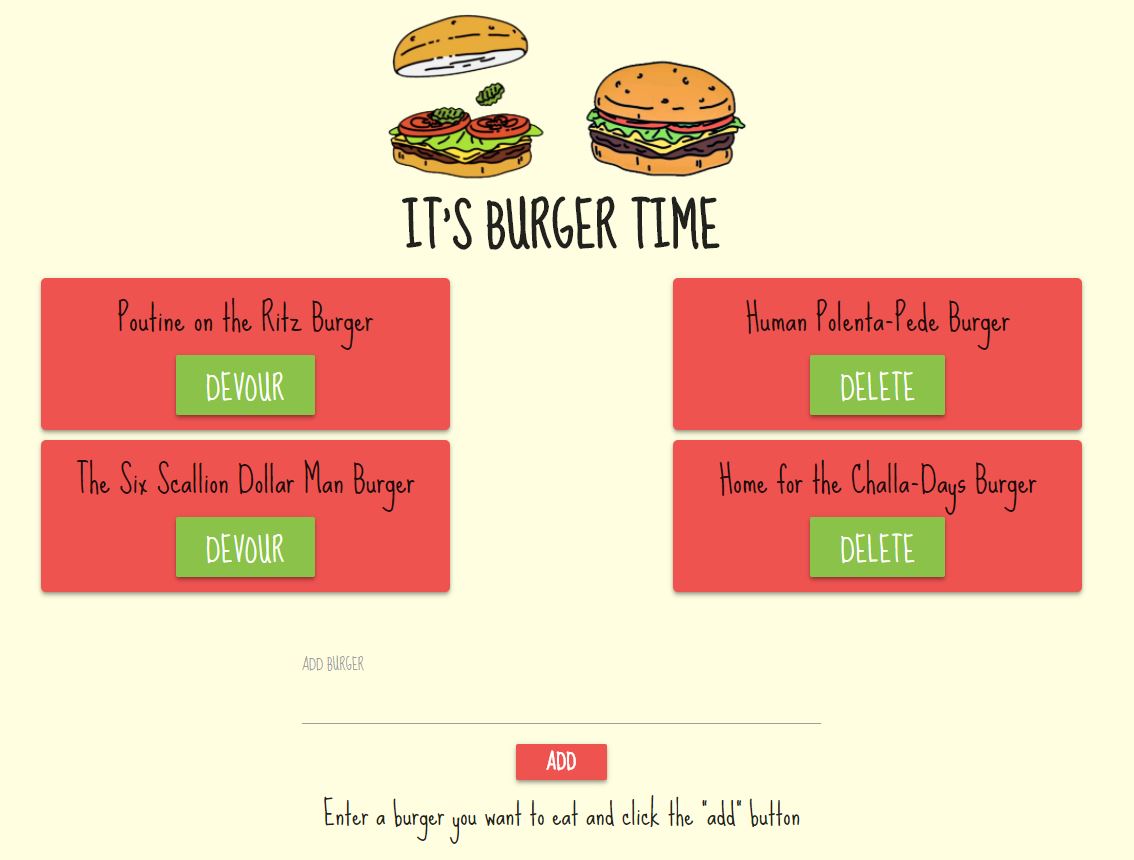 IT'S BURGER TIME
Poutine on the Ritz Burger
DEVOUR
The Six Scallion Dollar Man Burger
DEVOUR
Human Polenta-Pede Burger
DELETE
Home for the Challa-Days Burger
DELETE
ADD BURGER
ADD
Enter a burger you want to eat and click the "add" button